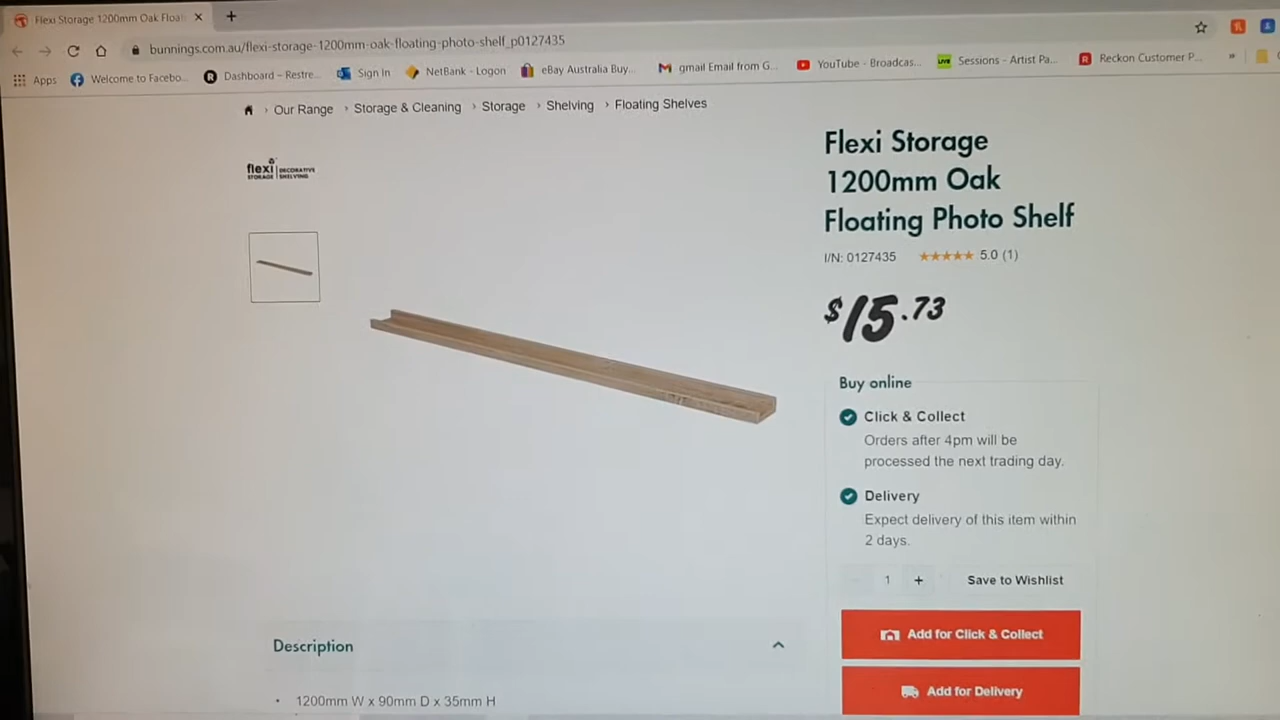 Flexi Storage 1200mm Oak Floati
bunnings.com.au/flexi-storage-1200mm-oak-floating-photo-shelf_p0127435
Apps Welcome to Facebo... Dashboard – Restre... Sign In NetBank - Logon eBay Australia Buy... gmail Email from G... YouTube - Broadcas... LIVE Sessions - Artist Pa... R Reckon Customer P... »
Our Range › Storage & Cleaning › Storage › Shelving › Floating Shelves
flexi STORAGE | DECORATIVE SHELVING
Flexi Storage
1200mm Oak
Floating Photo Shelf
I/N: 0127435 ★★★★★ 5.0 (1)
$15.73
Buy online
Click & Collect
Orders after 4pm will be
processed the next trading day.
Delivery
Expect delivery of this item within
2 days.
1 + Save to Wishlist
Add for Click & Collect
Add for Delivery
Description
• 1200mm W x 90mm D x 35mm H